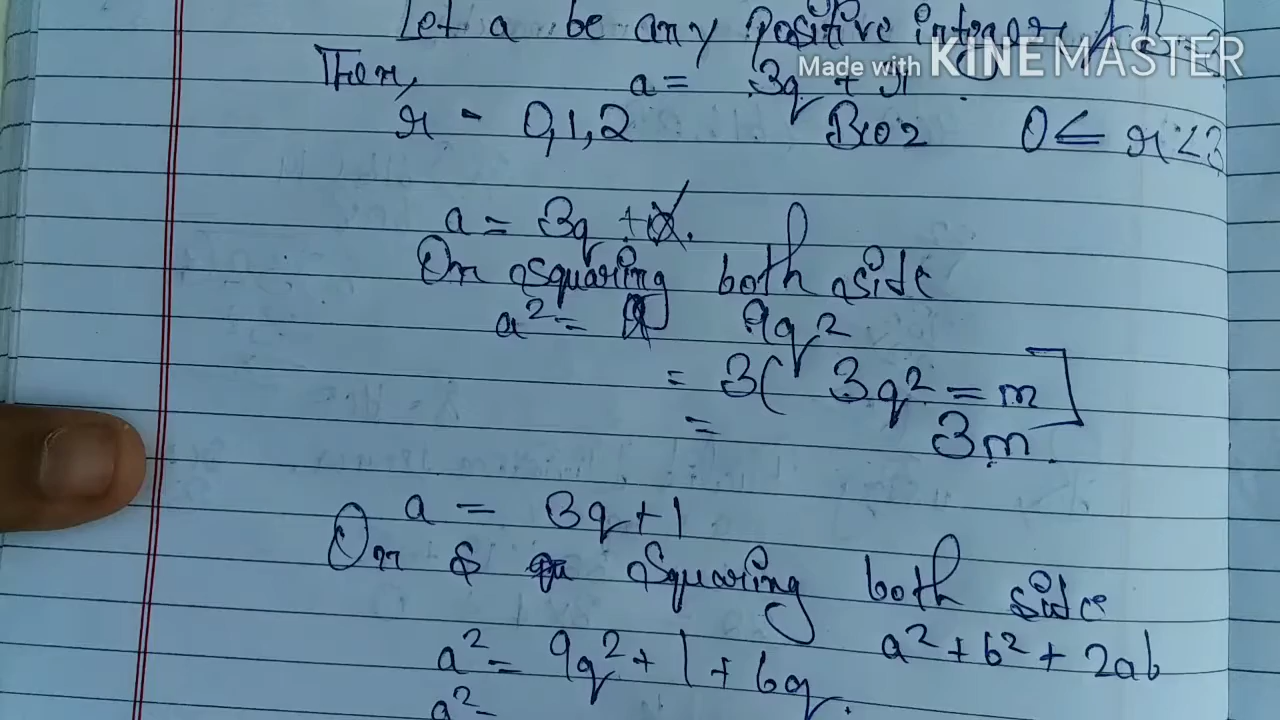 Let a be any positive integer
Made with KINEMASTER
Then, a = 3q + r
r = 0,1,2 0 ≤ r < 3
a = 3q +
On squaring both side
a² = 9q²
= 3( 3q² = m ]
= 3m
a = 3q+1
On squaring both side
a² = 9q² + 1 + 6q. a² + b² + 2ab
a² =